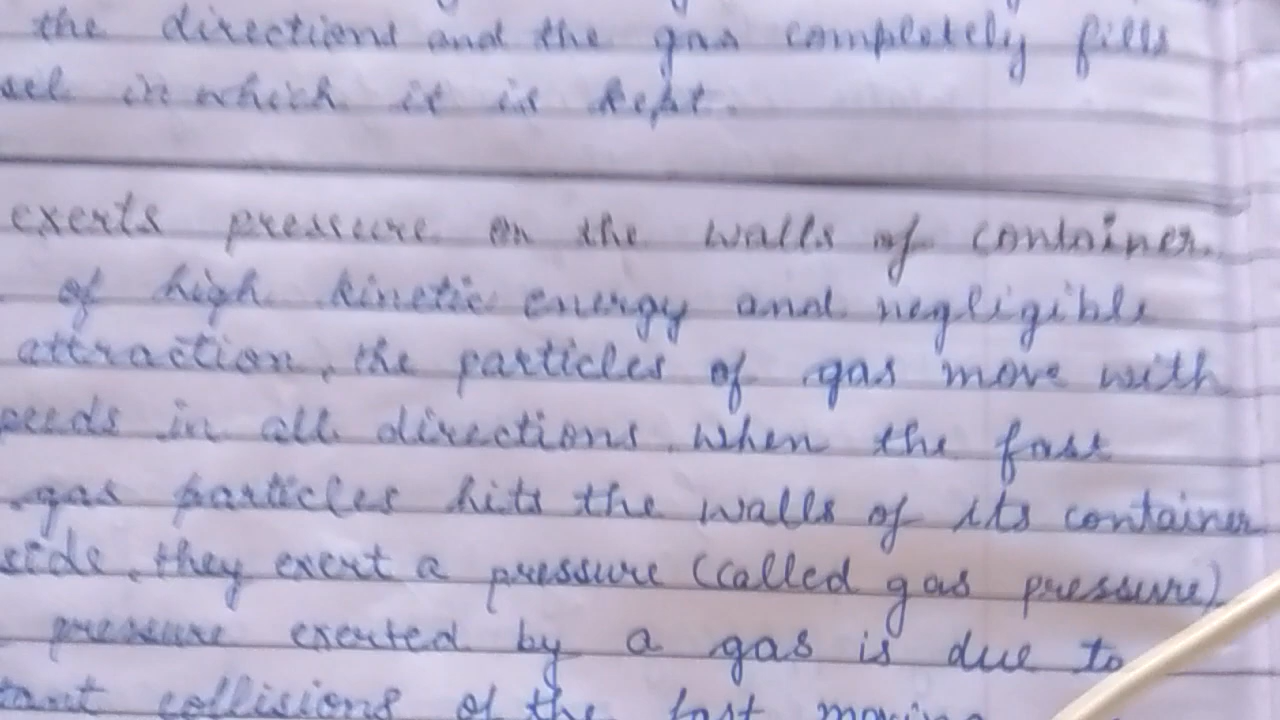 the directions and the gas completely fills
in which it is kept.
exerts pressure on the walls of container.
of high kinetic energy and negligible
attraction, the particles of gas move with
in all directions. when the fast
gas particles hits the walls of its container
they exert a pressure (called gas pressure)
pressure exerted by a gas is due to
collisions of the fast moving